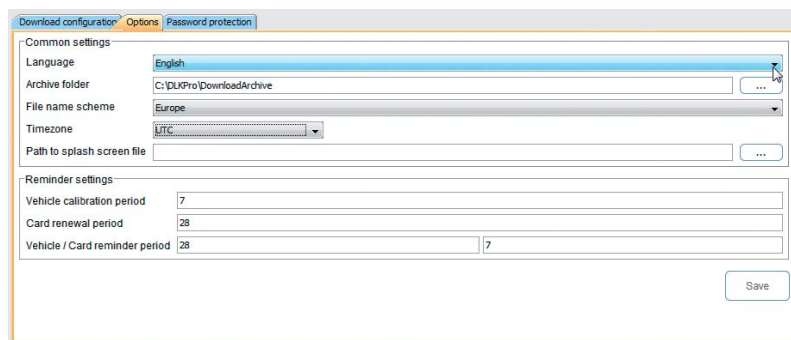 Download configuration Options Password protection
Common settings
Language English
Archive folder C:\DLKPro\DownloadArchive ...
File name scheme Europe
Timezone UTC
Path to splash screen file ...
Reminder settings
Vehicle calibration period 7
Card renewal period 28
Vehicle / Card reminder period 28 7
Save